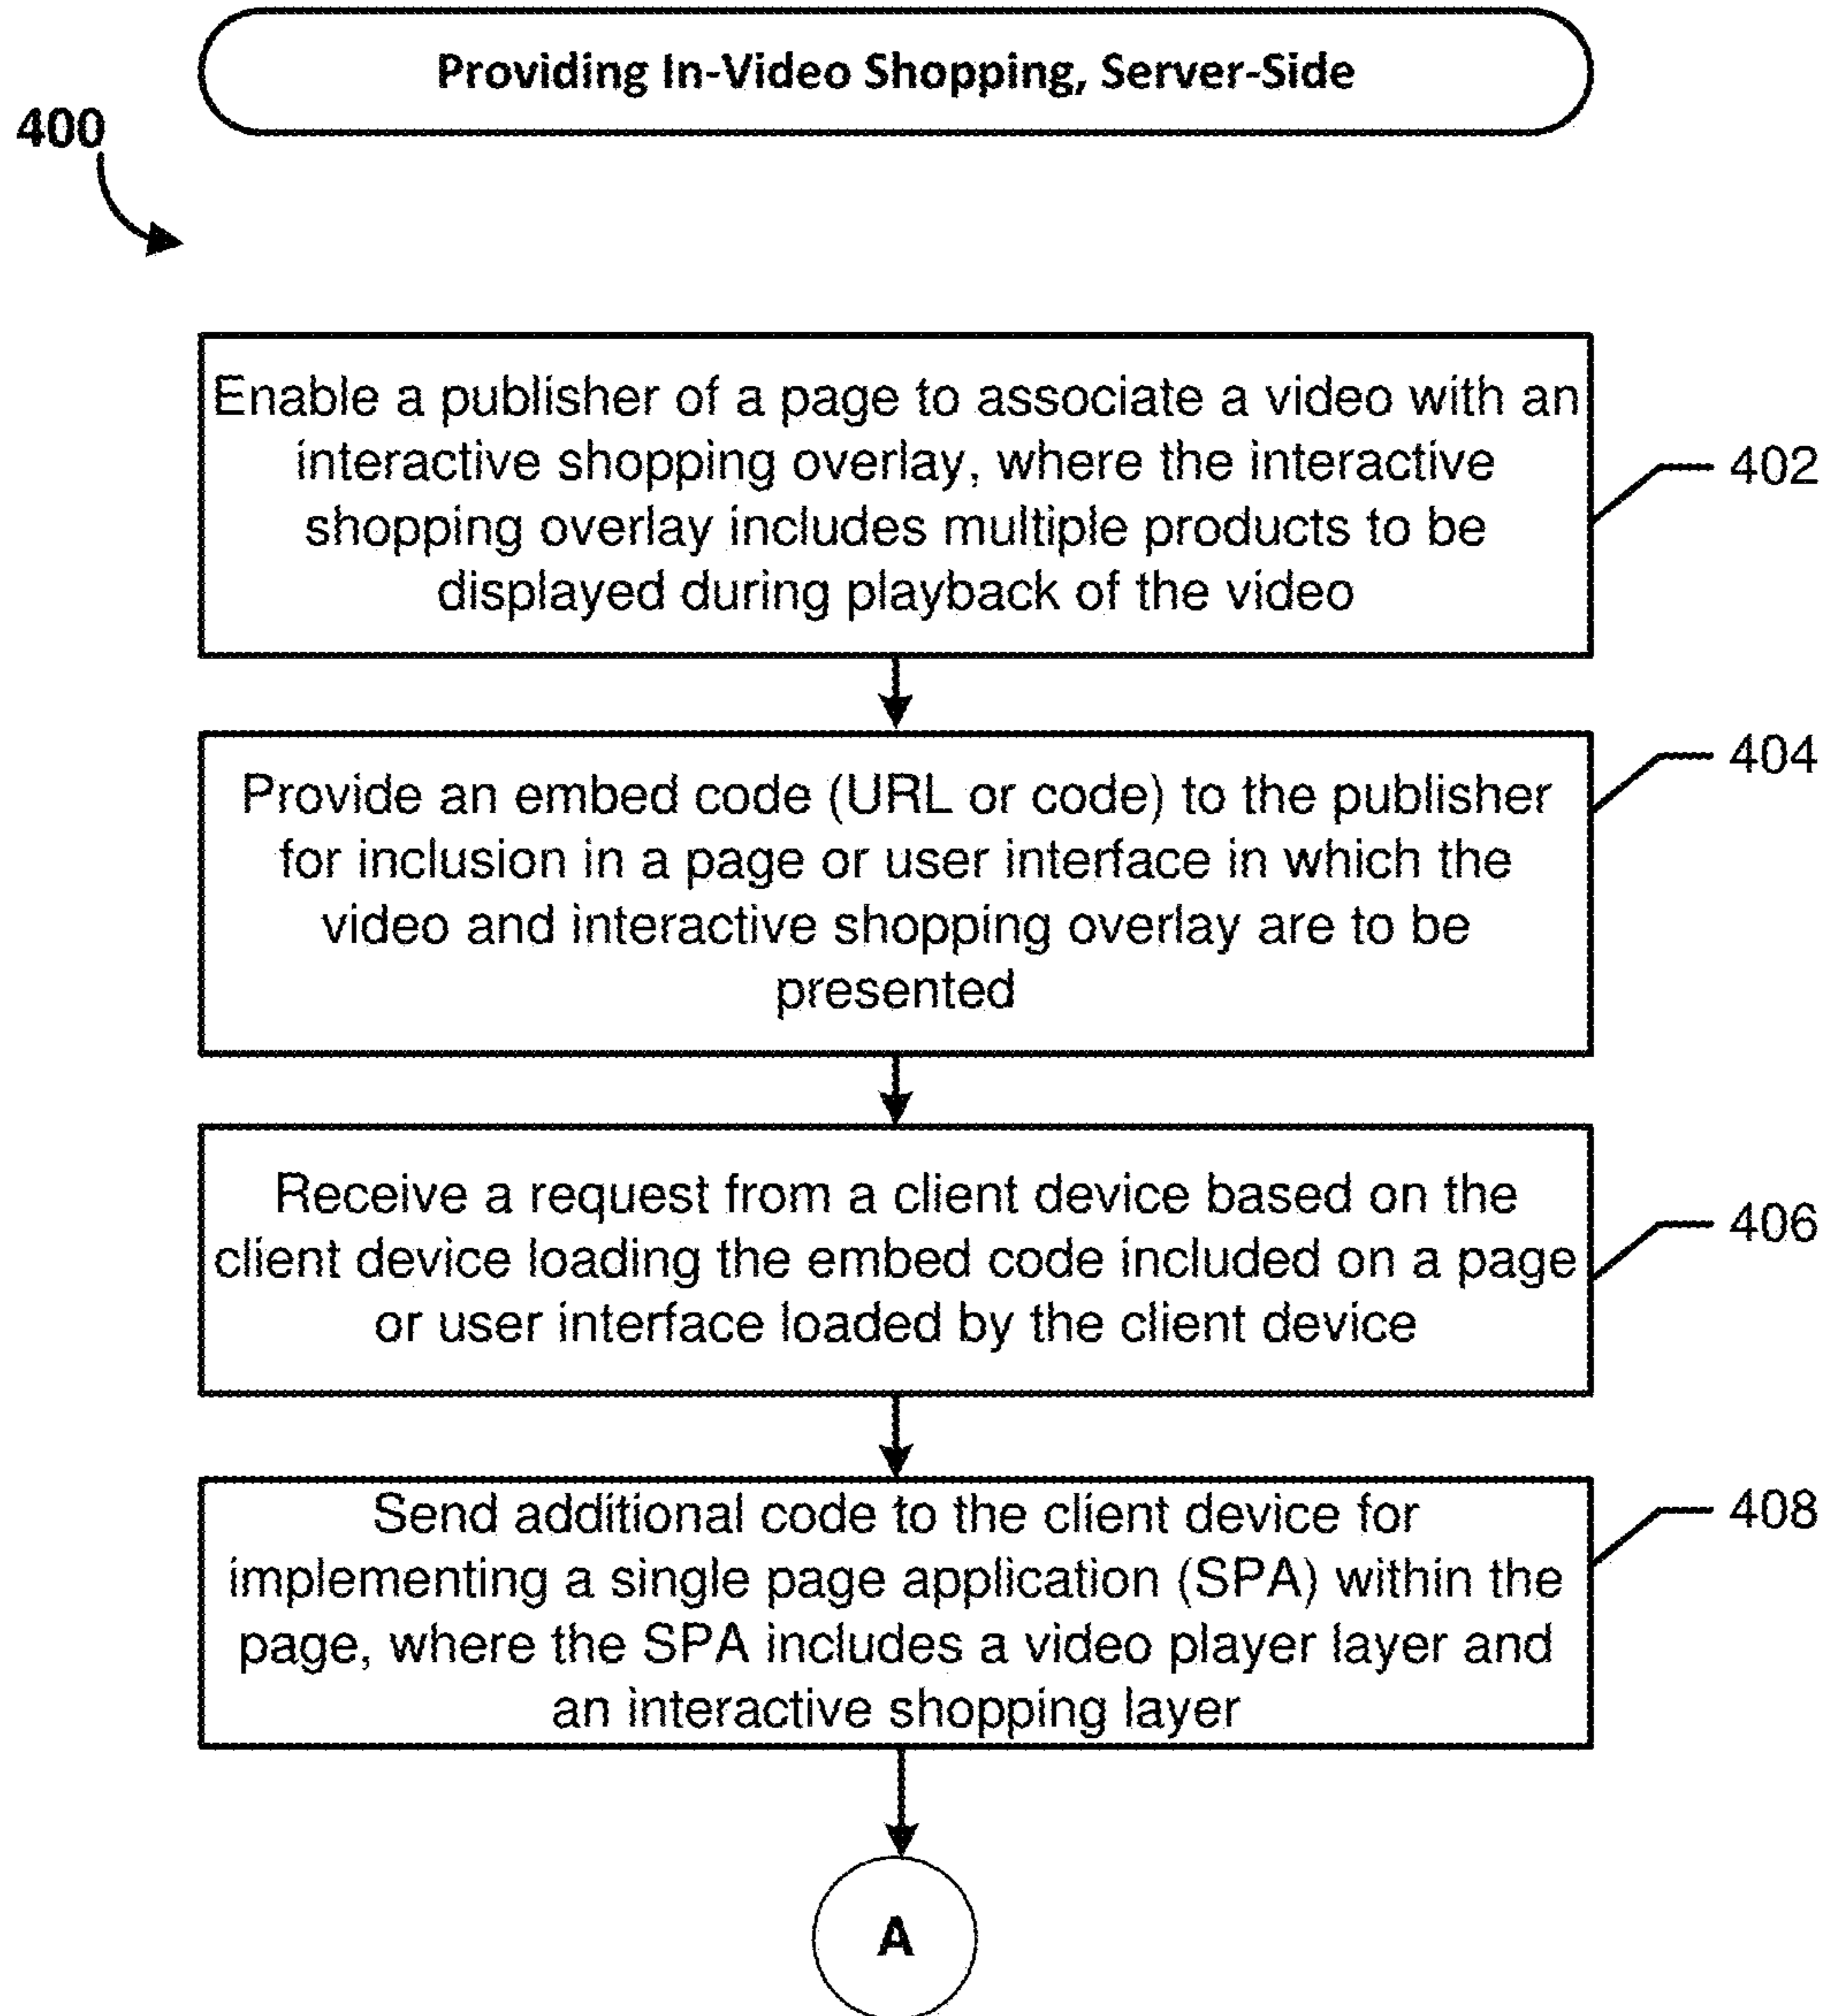 Providing In-Video Shopping, Server-Side
400
Enable a publisher of a page to associate a video with an
interactive shopping overlay, where the interactive
shopping overlay includes multiple products to be
displayed during playback of the video
402
Provide an embed code (URL or code) to the publisher
for inclusion in a page or user interface in which the
video and interactive shopping overlay are to be
presented
404
Receive a request from a client device based on the
client device loading the embed code included on a page
or user interface loaded by the client device
406
Send additional code to the client device for
implementing a single page application (SPA) within the
page, where the SPA includes a video player layer and
an interactive shopping layer
408
A